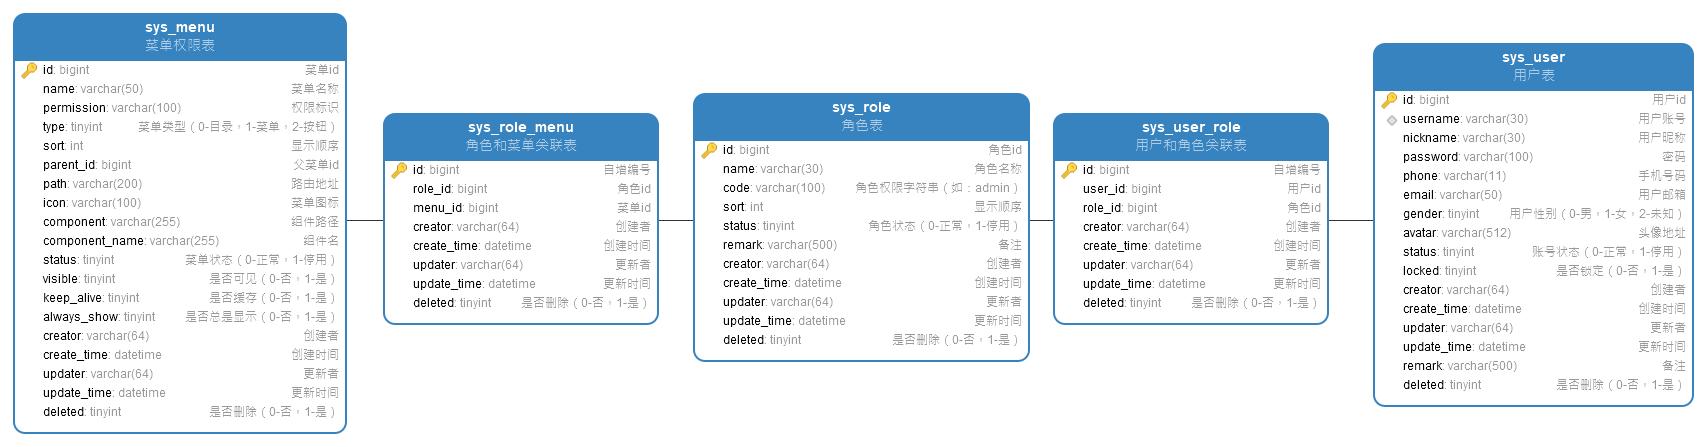 sys_menu
菜单权限表
id: bigint 菜单id
name: varchar(50) 菜单名称
permission: varchar(100) 权限标识
type: tinyint 菜单类型（0-目录，1-菜单，2-按钮）
sort: int 显示顺序
parent_id: bigint 父菜单id
path: varchar(200) 路由地址
icon: varchar(100) 菜单图标
component: varchar(255) 组件路径
component_name: varchar(255) 组件名
status: tinyint 菜单状态（0-正常，1-停用）
visible: tinyint 是否可见（0-否，1-是）
keep_alive: tinyint 是否缓存（0-否，1-是）
always_show: tinyint 是否总是显示（0-否，1-是）
creator: varchar(64) 创建者
create_time: datetime 创建时间
updater: varchar(64) 更新者
update_time: datetime 更新时间
deleted: tinyint 是否删除（0-否，1-是）
sys_role_menu
角色和菜单关联表
id: bigint 自增编号
role_id: bigint 角色id
menu_id: bigint 菜单id
creator: varchar(64) 创建者
create_time: datetime 创建时间
updater: varchar(64) 更新者
update_time: datetime 更新时间
deleted: tinyint 是否删除（0-否，1-是）
sys_role
角色表
id: bigint 角色id
name: varchar(30) 角色名称
code: varchar(100) 角色权限字符串（如：admin）
sort: int 显示顺序
status: tinyint 角色状态（0-正常，1-停用）
remark: varchar(500) 备注
creator: varchar(64) 创建者
create_time: datetime 创建时间
updater: varchar(64) 更新者
update_time: datetime 更新时间
deleted: tinyint 是否删除（0-否，1-是）
sys_user_role
用户和角色关联表
id: bigint 自增编号
user_id: bigint 用户id
role_id: bigint 角色id
creator: varchar(64) 创建者
create_time: datetime 创建时间
updater: varchar(64) 更新者
update_time: datetime 更新时间
deleted: tinyint 是否删除（0-否，1-是）
sys_user
用户表
id: bigint 用户id
username: varchar(30) 用户账号
nickname: varchar(30) 用户昵称
password: varchar(100) 密码
phone: varchar(11) 手机号码
email: varchar(50) 用户邮箱
gender: tinyint 用户性别（0-男，1-女，2-未知）
avatar: varchar(512) 头像地址
status: tinyint 账号状态（0-正常，1-停用）
locked: tinyint 是否锁定（0-否，1-是）
creator: varchar(64) 创建者
create_time: datetime 创建时间
updater: varchar(64) 更新者
update_time: datetime 更新时间
remark: varchar(500) 备注
deleted: tinyint 是否删除（0-否，1-是）